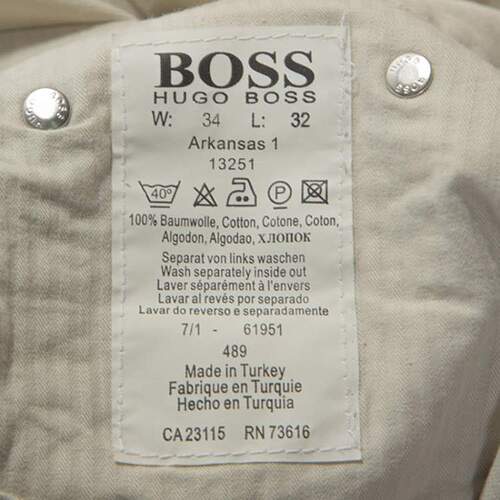 BOSS
HUGO BOSS
W: 34 L: 32
Arkansas 1
13251
40°
P
100% Baumwolle, Cotton, Cotone, Coton,
Algodon, Algodao, ХЛОПОК
Separat von links waschen
Wash separately inside out
Laver séparément à l'envers
Lavar al revés por separado
Lavar do reverso e separadamente
7/1 - 61951
489
Made in Turkey
Fabrique en Turquie
Hecho en Turquia
CA 23115 RN 73616